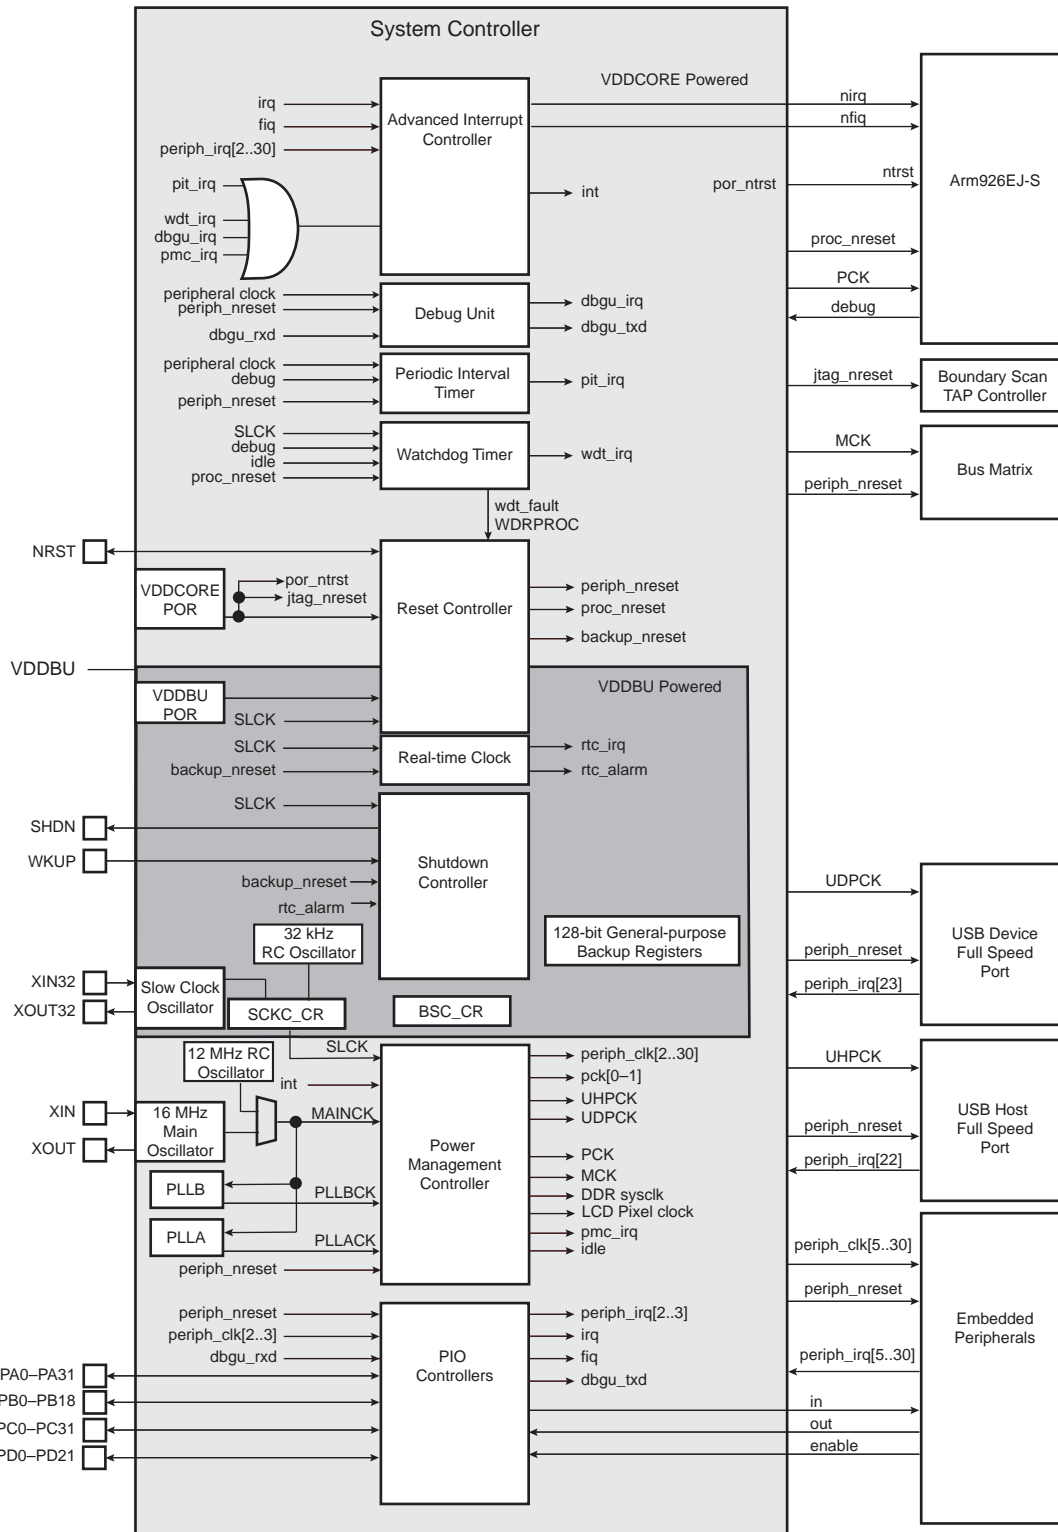 System Controller
VDDCORE Powered
irq
fiq
periph_irq[2..30]
pit_irq
wdt_irq
dbgu_irq
pmc_irq
Advanced Interrupt
Controller
int
por_ntrst
nirq
nfiq
ntrst
proc_nreset
PCK
debug
Arm926EJ-S
peripheral clock
periph_nreset
dbgu_rxd
Debug Unit
dbgu_irq
dbgu_txd
peripheral clock
debug
periph_nreset
Periodic Interval
Timer
pit_irq
jtag_nreset
Boundary Scan
TAP Controller
SLCK
debug
idle
proc_nreset
Watchdog Timer
wdt_irq
MCK
periph_nreset
Bus Matrix
wdt_fault
WDRPROC
NRST
VDDCORE
POR
por_ntrst
jtag_nreset
Reset Controller
periph_nreset
proc_nreset
backup_nreset
VDDBU
VDDBU Powered
VDDBU
POR
SLCK
SLCK
backup_nreset
Real-time Clock
rtc_irq
rtc_alarm
SLCK
SHDN
WKUP
backup_nreset
rtc_alarm
Shutdown
Controller
128-bit General-purpose
Backup Registers
32 kHz
RC Oscillator
XIN32
XOUT32
Slow Clock
Oscillator
SCKC_CR
BSC_CR
UDPCK
periph_nreset
periph_irq[23]
USB Device
Full Speed
Port
12 MHz RC
Oscillator
SLCK
int
XIN
XOUT
16 MHz
Main
Oscillator
MAINCK
PLLB
PLLBCK
PLLA
PLLACK
periph_nreset
Power
Management
Controller
periph_clk[2..30]
pck[0–1]
UHPCK
UDPCK
PCK
MCK
DDR sysclk
LCD Pixel clock
pmc_irq
idle
UHPCK
periph_nreset
periph_irq[22]
USB Host
Full Speed
Port
periph_nreset
periph_clk[2..3]
dbgu_rxd
PA0–PA31
PB0–PB18
PC0–PC31
PD0–PD21
PIO
Controllers
periph_irq[2..3]
irq
fiq
dbgu_txd
periph_clk[5..30]
periph_nreset
periph_irq[5..30]
in
out
enable
Embedded
Peripherals